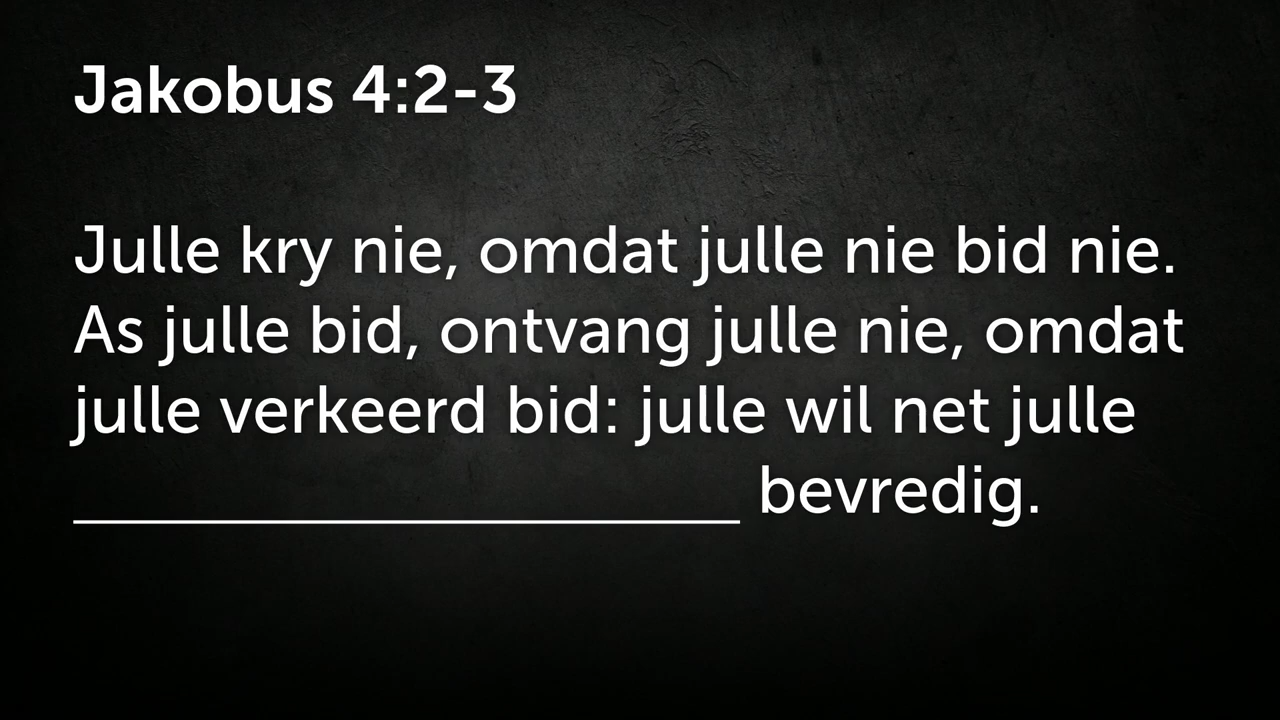 Jakobus 4:2-3
Julle kry nie, omdat julle nie bid nie.
As julle bid, ontvang julle nie, omdat
julle verkeerd bid: julle wil net julle
____________________ bevredig.